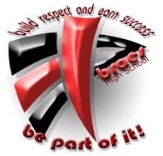 build respect and earn success
braes
high school
be part of it!